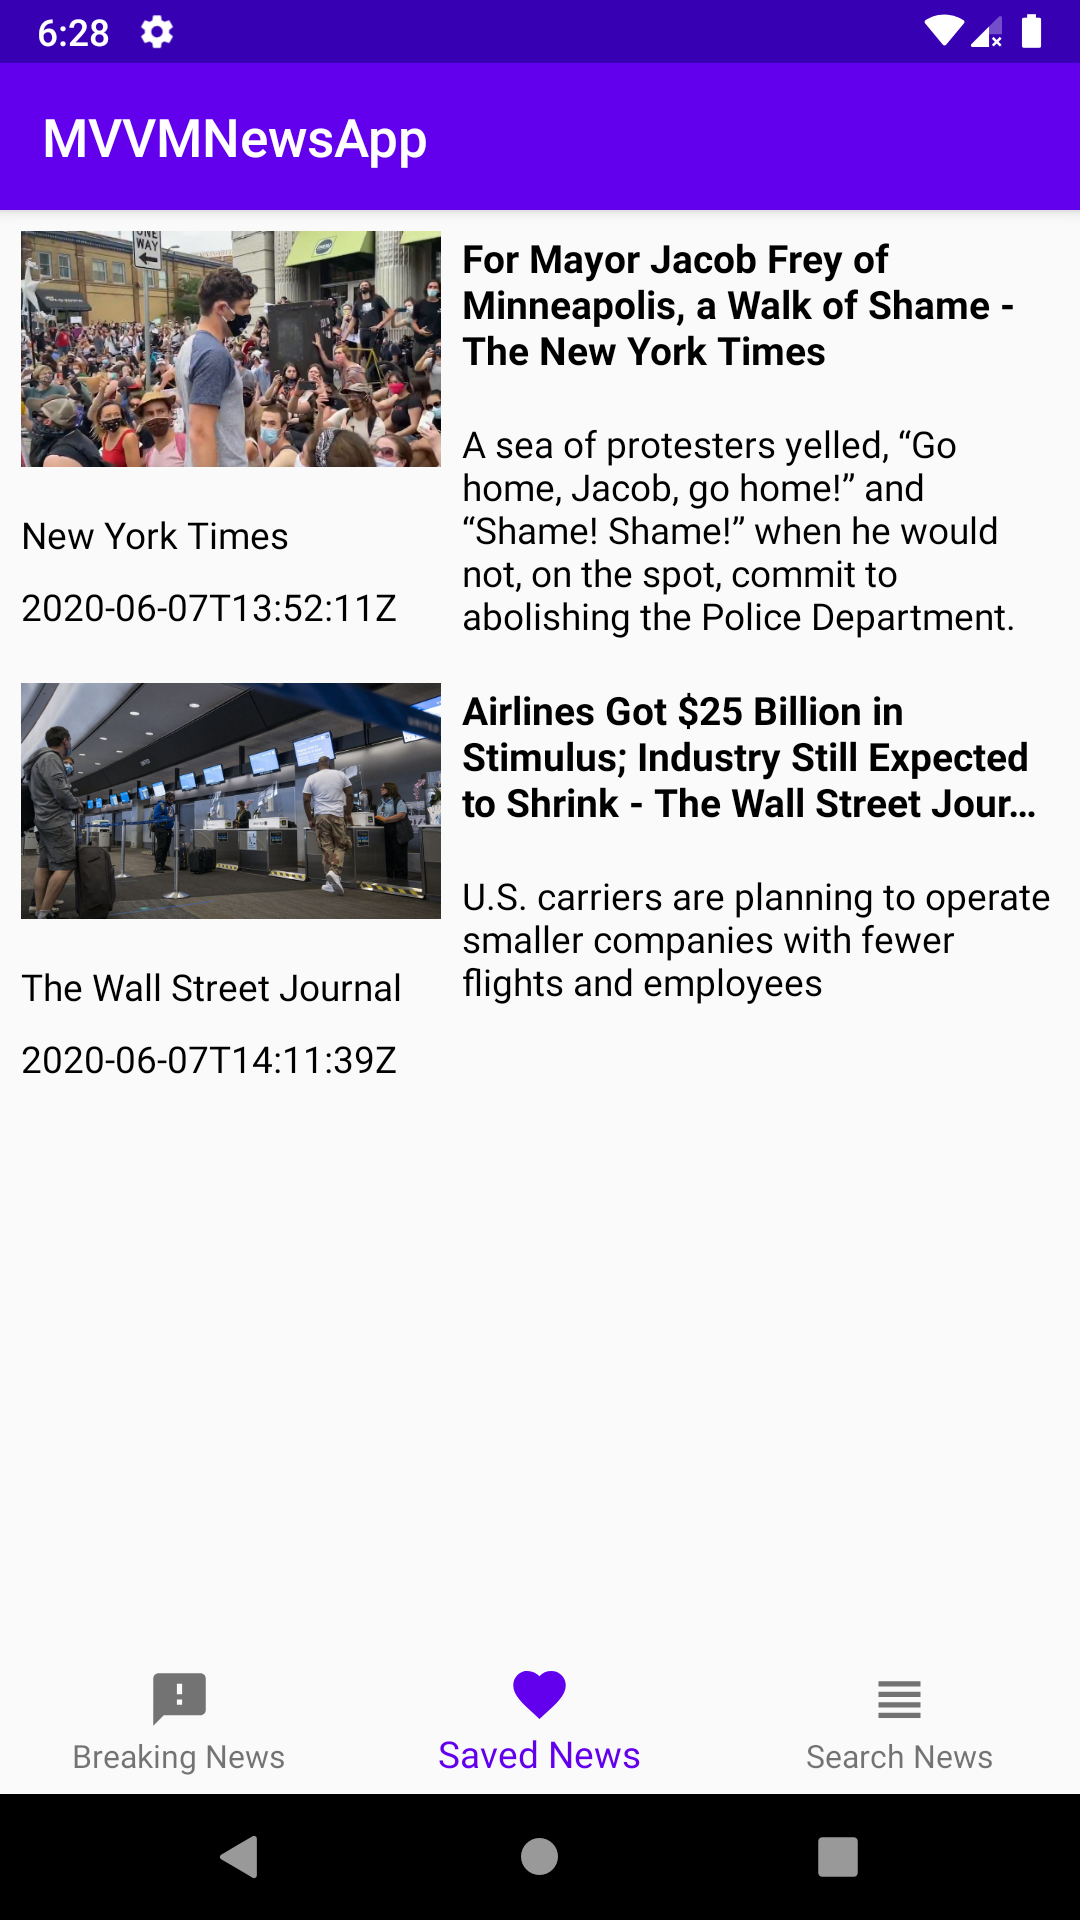 6:28
MVVMNewsApp
ONE
WAY
For Mayor Jacob Frey of
Minneapolis, a Walk of Shame -
The New York Times
A sea of protesters yelled, “Go
home, Jacob, go home!” and
“Shame! Shame!” when he would
not, on the spot, commit to
abolishing the Police Department.
New York Times
2020-06-07T13:52:11Z
Airlines Got $25 Billion in
Stimulus; Industry Still Expected
to Shrink - The Wall Street Jour…
U.S. carriers are planning to operate
smaller companies with fewer
flights and employees
The Wall Street Journal
2020-06-07T14:11:39Z
Breaking News
Saved News
Search News